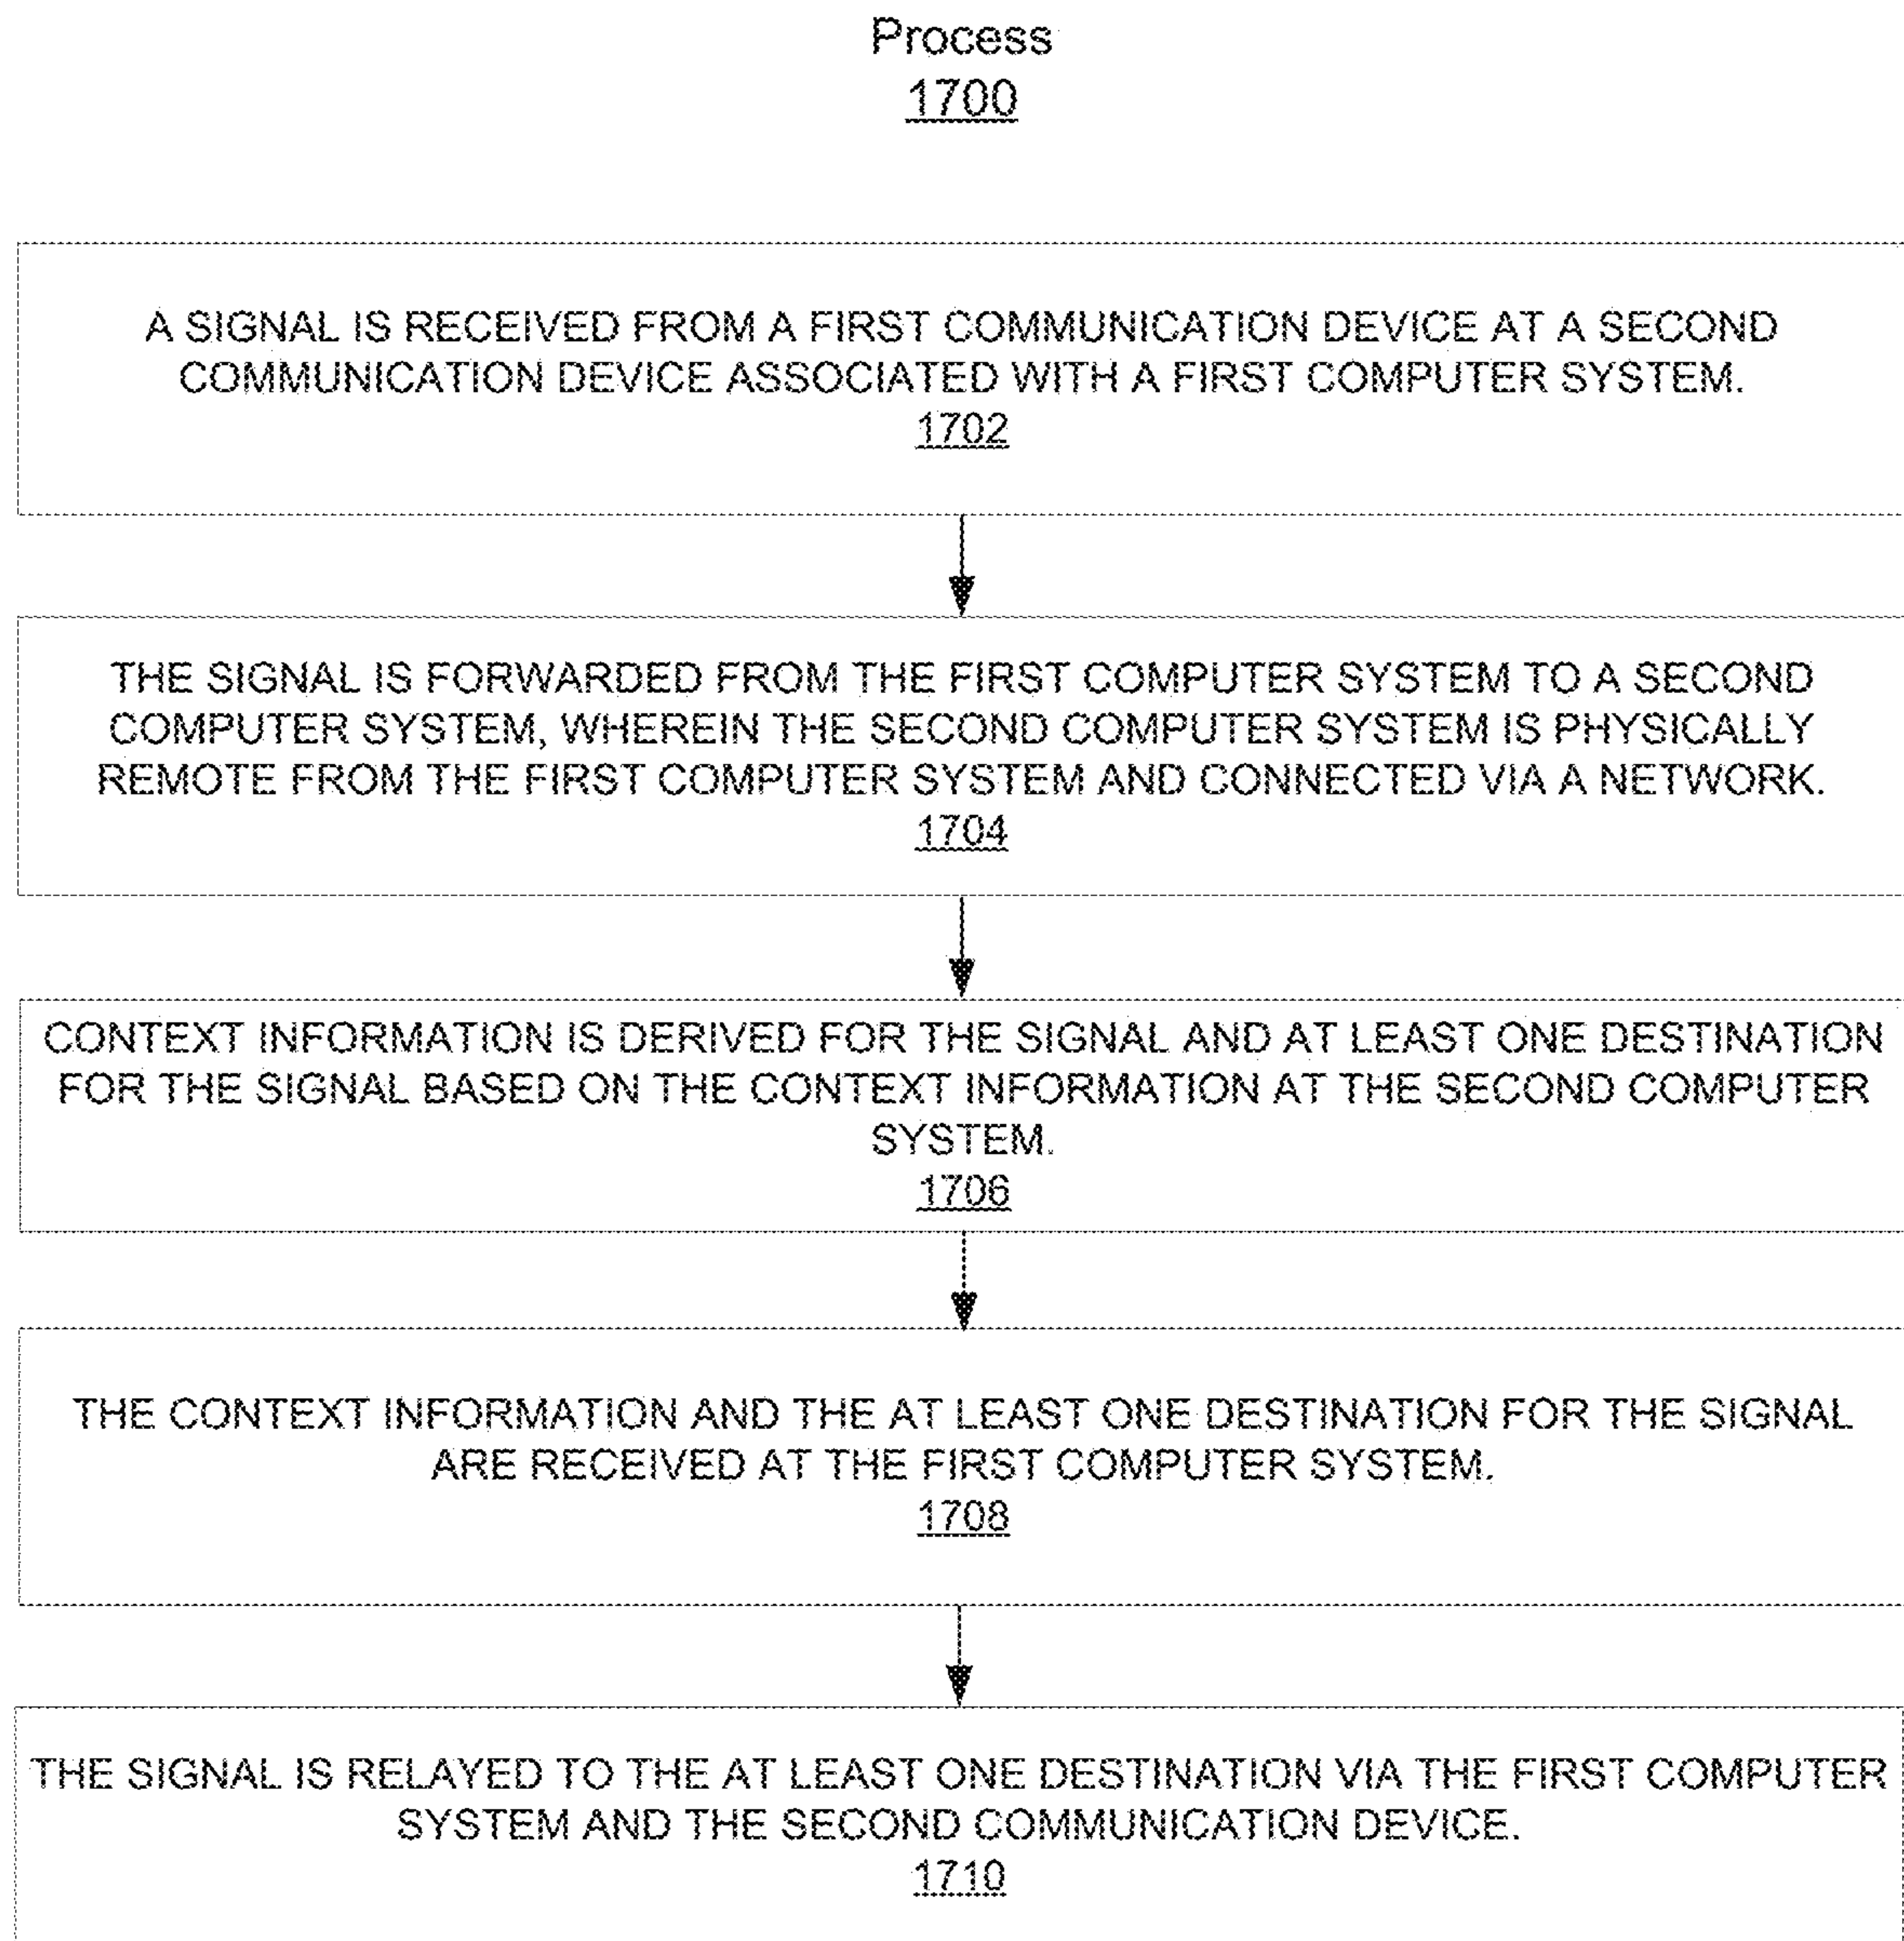 Process
1700
A SIGNAL IS RECEIVED FROM A FIRST COMMUNICATION DEVICE AT A SECOND
COMMUNICATION DEVICE ASSOCIATED WITH A FIRST COMPUTER SYSTEM.
1702
THE SIGNAL IS FORWARDED FROM THE FIRST COMPUTER SYSTEM TO A SECOND
COMPUTER SYSTEM, WHEREIN THE SECOND COMPUTER SYSTEM IS PHYSICALLY
REMOTE FROM THE FIRST COMPUTER SYSTEM AND CONNECTED VIA A NETWORK.
1704
CONTEXT INFORMATION IS DERIVED FOR THE SIGNAL AND AT LEAST ONE DESTINATION
FOR THE SIGNAL BASED ON THE CONTEXT INFORMATION AT THE SECOND COMPUTER
SYSTEM.
1706
THE CONTEXT INFORMATION AND THE AT LEAST ONE DESTINATION FOR THE SIGNAL
ARE RECEIVED AT THE FIRST COMPUTER SYSTEM.
1708
THE SIGNAL IS RELAYED TO THE AT LEAST ONE DESTINATION VIA THE FIRST COMPUTER
SYSTEM AND THE SECOND COMMUNICATION DEVICE.
1710